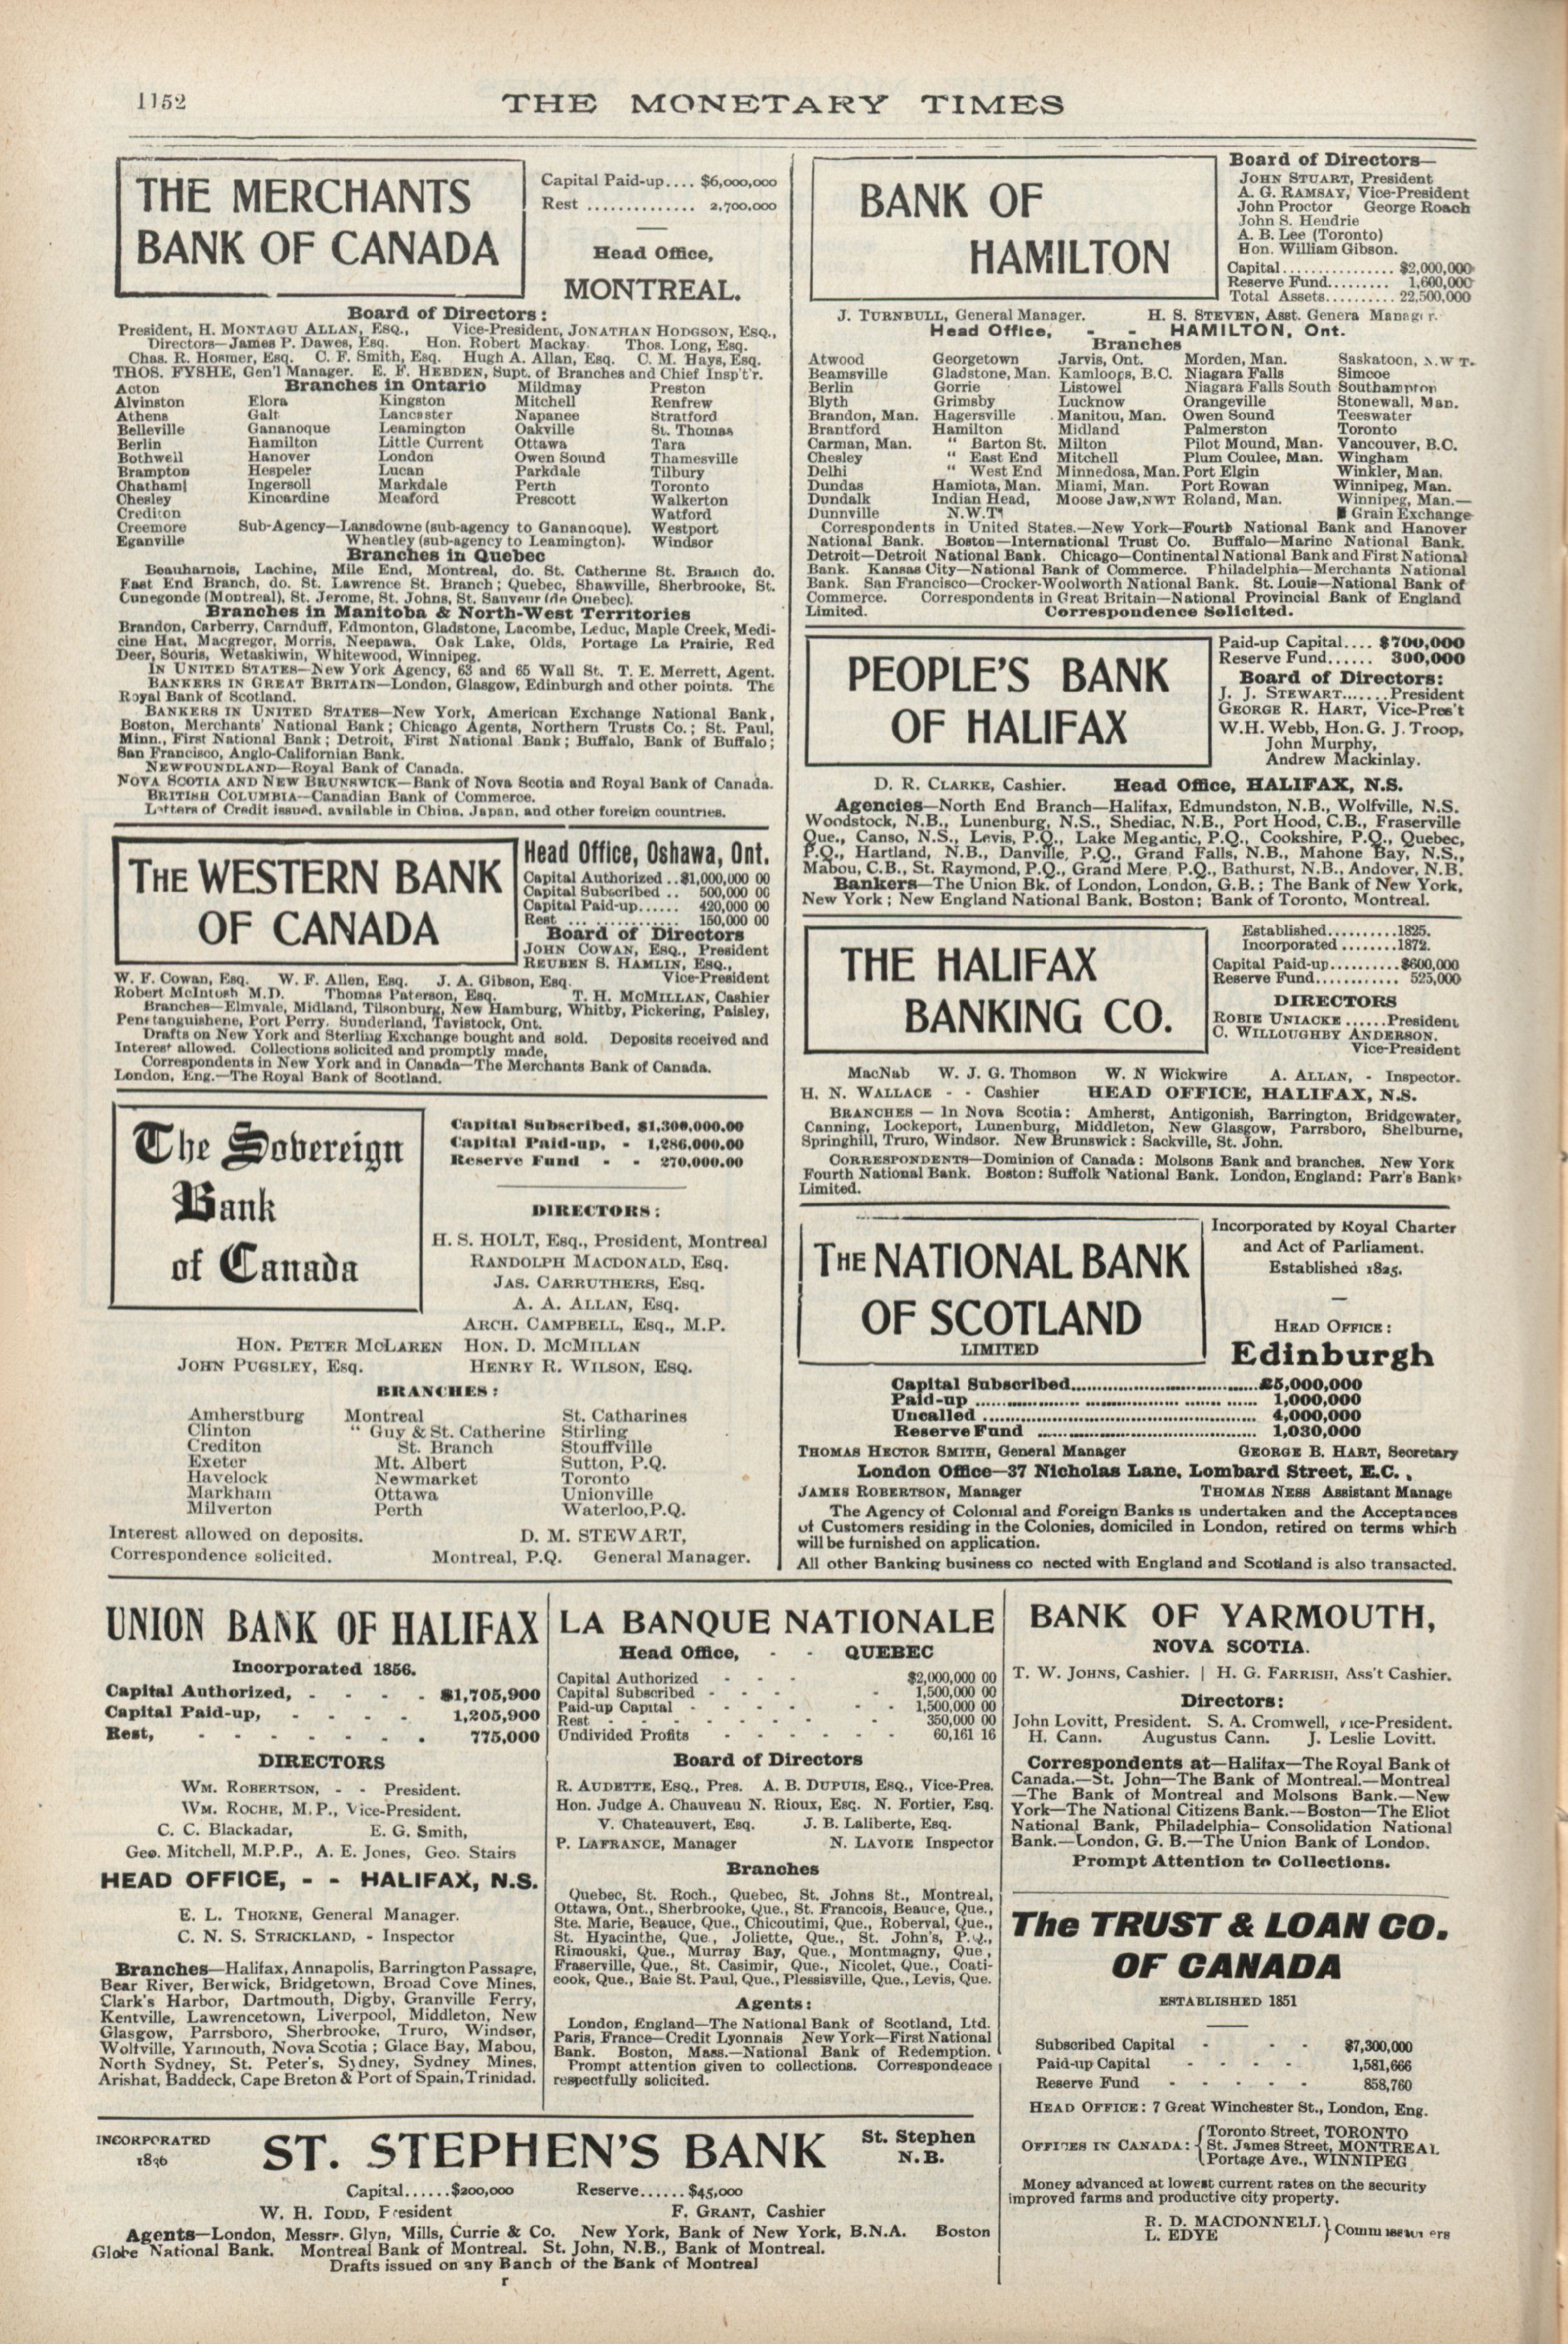 1152
THE MONETARY TIMES
THE MERCHANTS
BANK OF CANADA
Capital Paid-up.... $6,000,000
Rest .............. 2,700,000
Head Office,
MONTREAL.
Board of Directors:
President, H. MONTAGU ALLAN, ESQ., Vice-President, JONATHAN HODGSON, ESQ.,
Directors—James P. Dawes, Esq. Hon. Robert Mackay. Thos. Long, Esq.
Chas. R. Hosmer, Esq. C. F. Smith, Esq. Hugh A. Allan, Esq. C. M. Hays, Esq.
THOS. FYSHE, Gen'l Manager. E. F. HEBDEN, Supt. of Branches and Chief Insp't'r.
Branches in Ontario
Acton Mildmay Preston
Alvinston Elora Kingston Mitchell Renfrew
Athens Galt Lancaster Napanee Stratford
Belleville Gananoque Leamington Oakville St. Thomas
Berlin Hamilton Little Current Ottawa Tara
Bothwell Hanover London Owen Sound Thamesville
Brampton Hespeler Lucan Parkdale Tilbury
Chatham Ingersoll Markdale Perth Toronto
Chesley Kincardine Meaford Prescott Walkerton
Crediton Watford
Creemore Sub-Agency—Lansdowne (sub-agency to Gananoque). Westport
Eganville Wheatley (sub-agency to Leamington). Windsor
Branches in Quebec
Beauharnois, Lachine, Mile End, Montreal, do. St. Catherine St. Branch do.
East End Branch, do. St. Lawrence St. Branch; Quebec, Shawville, Sherbrooke, St.
Cunegonde (Montreal), St. Jerome, St. Johns, St. Sauveur (de Quebec).
Branches in Manitoba & North-West Territories
Brandon, Carberry, Carnduff, Edmonton, Gladstone, Lacombe, Leduc, Maple Creek, Medi-
cine Hat, Macgregor, Morris, Neepawa, Oak Lake, Olds, Portage La Prairie, Red
Deer, Souris, Wetaskiwin, Whitewood, Winnipeg.
IN UNITED STATES—New York Agency, 63 and 65 Wall St. T. E. Merrett, Agent.
BANKERS IN GREAT BRITAIN—London, Glasgow, Edinburgh and other points. The
Royal Bank of Scotland.
BANKERS IN UNITED STATES—New York, American Exchange National Bank,
Boston, Merchants' National Bank; Chicago Agents, Northern Trusts Co.; St. Paul,
Minn., First National Bank; Detroit, First National Bank; Buffalo, Bank of Buffalo;
San Francisco, Anglo-Californian Bank.
NEWFOUNDLAND—Royal Bank of Canada.
NOVA SCOTIA AND NEW BRUNSWICK—Bank of Nova Scotia and Royal Bank of Canada.
BRITISH COLUMBIA—Canadian Bank of Commerce.
Letters of Credit issued, available in China, Japan, and other foreign countries.
THE WESTERN BANK
OF CANADA
Head Office, Oshawa, Ont.
Capital Authorized ..$1,000,000 00
Capital Subscribed .. 500,000 00
Capital Paid-up...... 420,000 00
Rest ... ............ 150,000 00
Board of Directors
JOHN COWAN, ESQ., President
REUBEN S. HAMLIN, ESQ.,
Vice-President
W. F. Cowan, Esq. W. F. Allen, Esq. J. A. Gibson, Esq.
Robert McIntosh M.D. Thomas Paterson, Esq. T. H. MCMILLAN, Cashier
Branches—Elmvale, Midland, Tilsonburg, New Hamburg, Whitby, Pickering, Paisley,
Penetanguishene, Port Perry, Sunderland, Tavistock, Ont.
Drafts on New York and Sterling Exchange bought and sold. Deposits received and
Interest allowed. Collections solicited and promptly made,
Correspondents in New York and in Canada—The Merchants Bank of Canada.
London, Eng.—The Royal Bank of Scotland.
The Sovereign
Bank
of Canada
Capital Subscribed, $1,300,000.00
Capital Paid-up, - 1,286,000.00
Reserve Fund - - 270,000.00
DIRECTORS:
H. S. HOLT, Esq., President, Montreal
RANDOLPH MACDONALD, Esq.
JAS. CARRUTHERS, Esq.
A. A. ALLAN, Esq.
ARCH. CAMPBELL, Esq., M.P.
HON. PETER MCLAREN HON. D. MCMILLAN
JOHN PUGSLEY, Esq. HENRY R. WILSON, ESQ.
BRANCHES:
Amherstburg Montreal St. Catharines
Clinton " Guy & St. Catherine Stirling
Crediton St. Branch Stouffville
Exeter Mt. Albert Sutton, P.Q.
Havelock Newmarket Toronto
Markham Ottawa Unionville
Milverton Perth Waterloo, P.Q.
Interest allowed on deposits. D. M. STEWART,
Correspondence solicited. Montreal, P.Q. General Manager.
BANK OF
HAMILTON
Board of Directors—
JOHN STUART, President
A. G. RAMSAY, Vice-President
John Proctor George Roach
John S. Hendrie
A. B. Lee (Toronto)
Hon. William Gibson.
Capital................ $2,000,000
Reserve Fund......... 1,600,000
Total Assets.......... 22,500,000
J. TURNBULL, General Manager. H. S. STEVEN, Asst. Genera Manager.
Head Office, - - HAMILTON, Ont.
Branches
Atwood Georgetown Jarvis, Ont. Morden, Man. Saskatoon, N.W T.
Beamsville Gladstone, Man. Kamloops, B.C. Niagara Falls Simcoe
Berlin Gorrie Listowel Niagara Falls South Southampton
Blyth Grimsby Lucknow Orangeville Stonewall, Man.
Brandon, Man. Hagersville Manitou, Man. Owen Sound Teeswater
Brantford Hamilton Midland Palmerston Toronto
Carman, Man. " Barton St. Milton Pilot Mound, Man. Vancouver, B.C.
Chesley " East End Mitchell Plum Coulee, Man. Wingham
Delhi " West End Minnedosa, Man. Port Elgin Winkler, Man.
Dundas Hamiota, Man. Miami, Man. Port Rowan Winnipeg, Man.
Dundalk Indian Head, Moose Jaw, NWT Roland, Man. Winnipeg, Man.—
Dunnville N.W.T. Grain Exchange
Correspondents in United States.—New York—Fourth National Bank and Hanover
National Bank. Boston—International Trust Co. Buffalo—Marine National Bank.
Detroit—Detroit National Bank. Chicago—Continental National Bank and First National
Bank. Kansas City—National Bank of Commerce. Philadelphia—Merchants National
Bank. San Francisco—Crocker-Woolworth National Bank. St. Louis—National Bank of
Commerce. Correspondents in Great Britain—National Provincial Bank of England
Limited. Correspondence Solicited.
PEOPLE'S BANK
OF HALIFAX
Paid-up Capital.... $700,000
Reserve Fund...... 300,000
Board of Directors:
J. J. STEWART.......President
GEORGE R. HART, Vice-Pres't
W.H. Webb, Hon. G. J. Troop,
John Murphy,
Andrew Mackinlay.
D. R. CLARKE, Cashier. Head Office, HALIFAX, N.S.
Agencies—North End Branch—Halifax, Edmundston, N.B., Wolfville, N.S.
Woodstock, N.B., Lunenburg, N.S., Shediac, N.B., Port Hood, C.B., Fraserville
Que., Canso, N.S., Levis, P.Q., Lake Megantic, P.Q., Cookshire, P.Q., Quebec,
P.Q., Hartland, N.B., Danville, P.Q., Grand Falls, N.B., Mahone Bay, N.S.,
Mabou, C.B., St. Raymond, P.Q., Grand Mere P.Q., Bathurst, N.B., Andover, N.B.
Bankers—The Union Bk. of London, London, G.B.; The Bank of New York,
New York; New England National Bank, Boston; Bank of Toronto, Montreal.
THE HALIFAX
BANKING CO.
Established..........1825.
Incorporated ........1872.
Capital Paid-up..........$600,000
Reserve Fund............ 525,000
DIRECTORS
ROBIE UNIACKE ......President
C. WILLOUGHBY ANDERSON.
Vice-President
MacNab W. J. G. Thomson W. N Wickwire A. ALLAN, - Inspector.
H. N. WALLACE - - Cashier HEAD OFFICE, HALIFAX, N.S.
BRANCHES — In Nova Scotia: Amherst, Antigonish, Barrington, Bridgewater,
Canning, Lockeport, Lunenburg, Middleton, New Glasgow, Parrsboro, Shelburne,
Springhill, Truro, Windsor. New Brunswick: Sackville, St. John.
CORRESPONDENTS—Dominion of Canada: Molsons Bank and branches. New York
Fourth National Bank. Boston: Suffolk National Bank. London, England: Parr's Bank,
Limited.
THE NATIONAL BANK
OF SCOTLAND
LIMITED
Incorporated by Royal Charter
and Act of Parliament.
Established 1825.
HEAD OFFICE:
Edinburgh
Capital Subscribed......£5,000,000
Paid-up ...... 1,000,000
Uncalled ...... 4,000,000
Reserve Fund ...... 1,030,000
THOMAS HECTOR SMITH, General Manager GEORGE B. HART, Secretary
London Office—37 Nicholas Lane, Lombard Street, E.C.
JAMES ROBERTSON, Manager THOMAS NESS Assistant Manage
The Agency of Colonial and Foreign Banks is undertaken and the Acceptances
of Customers residing in the Colonies, domiciled in London, retired on terms which
will be furnished on application.
All other Banking business co nected with England and Scotland is also transacted.
UNION BANK OF HALIFAX
Incorporated 1856.
Capital Authorized, - - - - $1,705,900
Capital Paid-up, - - - - 1,205,900
Rest, - - - - - - - 775,000
DIRECTORS
WM. ROBERTSON, - - President.
WM. ROCHE, M.P., Vice-President.
C. C. Blackadar, E. G. Smith,
Geo. Mitchell, M.P.P., A. E. Jones, Geo. Stairs
HEAD OFFICE, - - HALIFAX, N.S.
E. L. THORNE, General Manager.
C. N. S. STRICKLAND, - Inspector
Branches—Halifax, Annapolis, Barrington Passage,
Bear River, Berwick, Bridgetown, Broad Cove Mines,
Clark's Harbor, Dartmouth, Digby, Granville Ferry,
Kentville, Lawrencetown, Liverpool, Middleton, New
Glasgow, Parrsboro, Sherbrooke, Truro, Windsor,
Wolfville, Yarmouth, Nova Scotia; Glace Bay, Mabou,
North Sydney, St. Peter's, Sydney, Sydney Mines,
Arishat, Baddeck, Cape Breton & Port of Spain, Trinidad.
LA BANQUE NATIONALE
Head Office, - - QUEBEC
Capital Authorized - - - $2,000,000 00
Capital Subscribed - - 1,500,000 00
Paid-up Capital - - - - - - 1,500,000 00
Rest - - - - - - 350,000 00
Undivided Profits - - - - - 60,161 16
Board of Directors
R. AUDETTE, ESQ., Pres. A. B. DUPUIS, ESQ., Vice-Pres.
Hon. Judge A. Chauveau N. Rioux, Esq. N. Fortier, Esq.
V. Chateauvert, Esq. J. B. Laliberte, Esq.
P. LAFRANCE, Manager N. LAVOIE Inspector
Branches
Quebec, St. Roch., Quebec, St. Johns St., Montreal,
Ottawa, Ont., Sherbrooke, Que., St. Francois, Beauce, Que.,
Ste. Marie, Beauce, Que., Chicoutimi, Que., Roberval, Que.,
St. Hyacinthe, Que., Joliette, Que., St. John's, P.Q.,
Rimouski, Que., Murray Bay, Que., Montmagny, Que,
Fraserville, Que., St. Casimir, Que., Nicolet, Que., Coati-
cook, Que., Baie St. Paul, Que., Plessisville, Que., Levis, Que.
Agents:
London, England—The National Bank of Scotland, Ltd.
Paris, France—Credit Lyonnais New York—First National
Bank. Boston, Mass.—National Bank of Redemption.
Prompt attention given to collections. Correspondence
respectfully solicited.
BANK OF YARMOUTH,
NOVA SCOTIA.
T. W. JOHNS, Cashier. | H. G. FARRISH, Ass't Cashier.
Directors:
John Lovitt, President. S. A. Cromwell, Vice-President.
H. Cann. Augustus Cann. J. Leslie Lovitt.
Correspondents at—Halifax—The Royal Bank of
Canada.—St. John—The Bank of Montreal.—Montreal
—The Bank of Montreal and Molsons Bank.—New
York—The National Citizens Bank.—Boston—The Eliot
National Bank, Philadelphia—Consolidation National
Bank.—London, G. B.—The Union Bank of London.
Prompt Attention to Collections.
The TRUST & LOAN CO.
OF CANADA
ESTABLISHED 1851
Subscribed Capital - - - $7,300,000
Paid-up Capital - - - - 1,581,666
Reserve Fund - - - - - 858,760
HEAD OFFICE: 7 Great Winchester St., London, Eng.
OFFICES IN CANADA: { Toronto Street, TORONTO
St. James Street, MONTREAL
Portage Ave., WINNIPEG
Money advanced at lowest current rates on the security
improved farms and productive city property.
R. D. MACDONNELL } Commissioners
L. EDYE
INCORPORATED
1836
ST. STEPHEN'S BANK
St. Stephen
N.B.
Capital......$200,000 Reserve......$45,000
W. H. TODD, President F. GRANT, Cashier
Agents—London, Messrs. Glyn, Mills, Currie & Co. New York, Bank of New York, B.N.A. Boston
Globe National Bank. Montreal Bank of Montreal. St. John, N.B., Bank of Montreal.
Drafts issued on any Banch of the Bank of Montreal
r